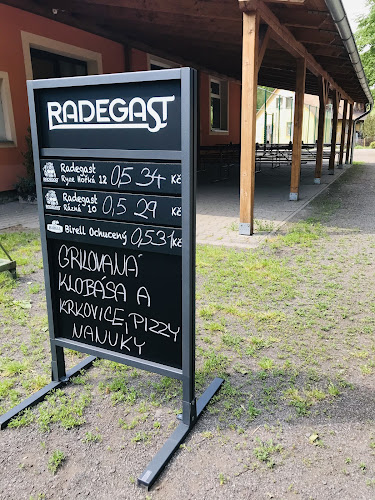 RADEGAST
Radegast
Ryze Hořká 12 0,5 34 Kč
Radegast
Rázná 10 0,5 29 Kč
Birell Ochucený 0,5 31 Kč
GRILOVANÁ
KLOBÁSA A
KRKOVICE, PIZZY
NANUKY